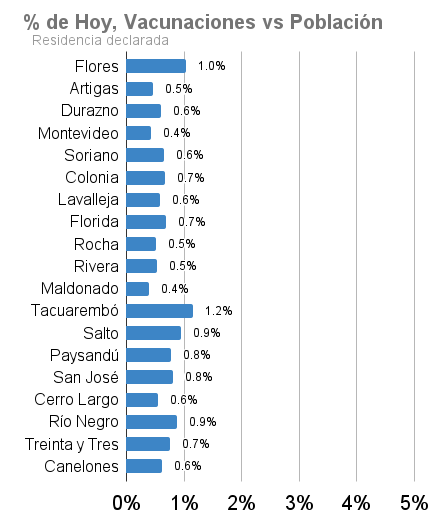 % de Hoy, Vacunaciones vs Población
Residencia declarada
Flores 1.0%
Artigas 0.5%
Durazno 0.6%
Montevideo 0.4%
Soriano 0.6%
Colonia 0.7%
Lavalleja 0.6%
Florida 0.7%
Rocha 0.5%
Rivera 0.5%
Maldonado 0.4%
Tacuarembó 1.2%
Salto 0.9%
Paysandú 0.8%
San José 0.8%
Cerro Largo 0.6%
Río Negro 0.9%
Treinta y Tres 0.7%
Canelones 0.6%
0% 1% 2% 3% 4% 5%